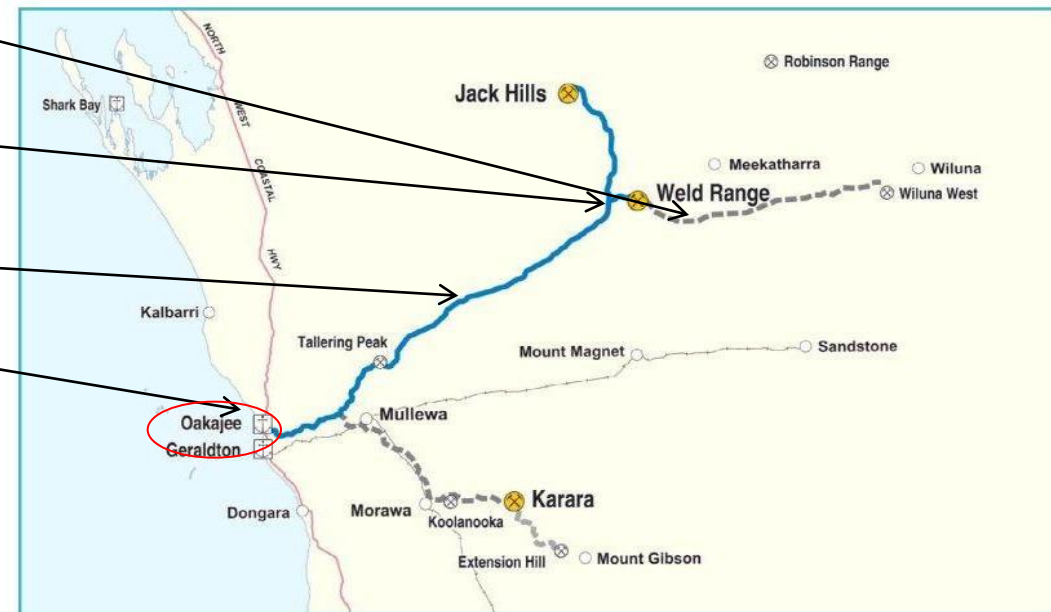 NORTH
WEST
COASTAL
HWY
Robinson Range
Jack Hills
Shark Bay
Meekatharra
Wiluna
Weld Range
Wiluna West
Kalbarri
Tallering Peak
Mount Magnet
Sandstone
Oakajee
Mullewa
Geraldton
Karara
Dongara
Morawa
Koolanooka
Extension Hill
Mount Gibson